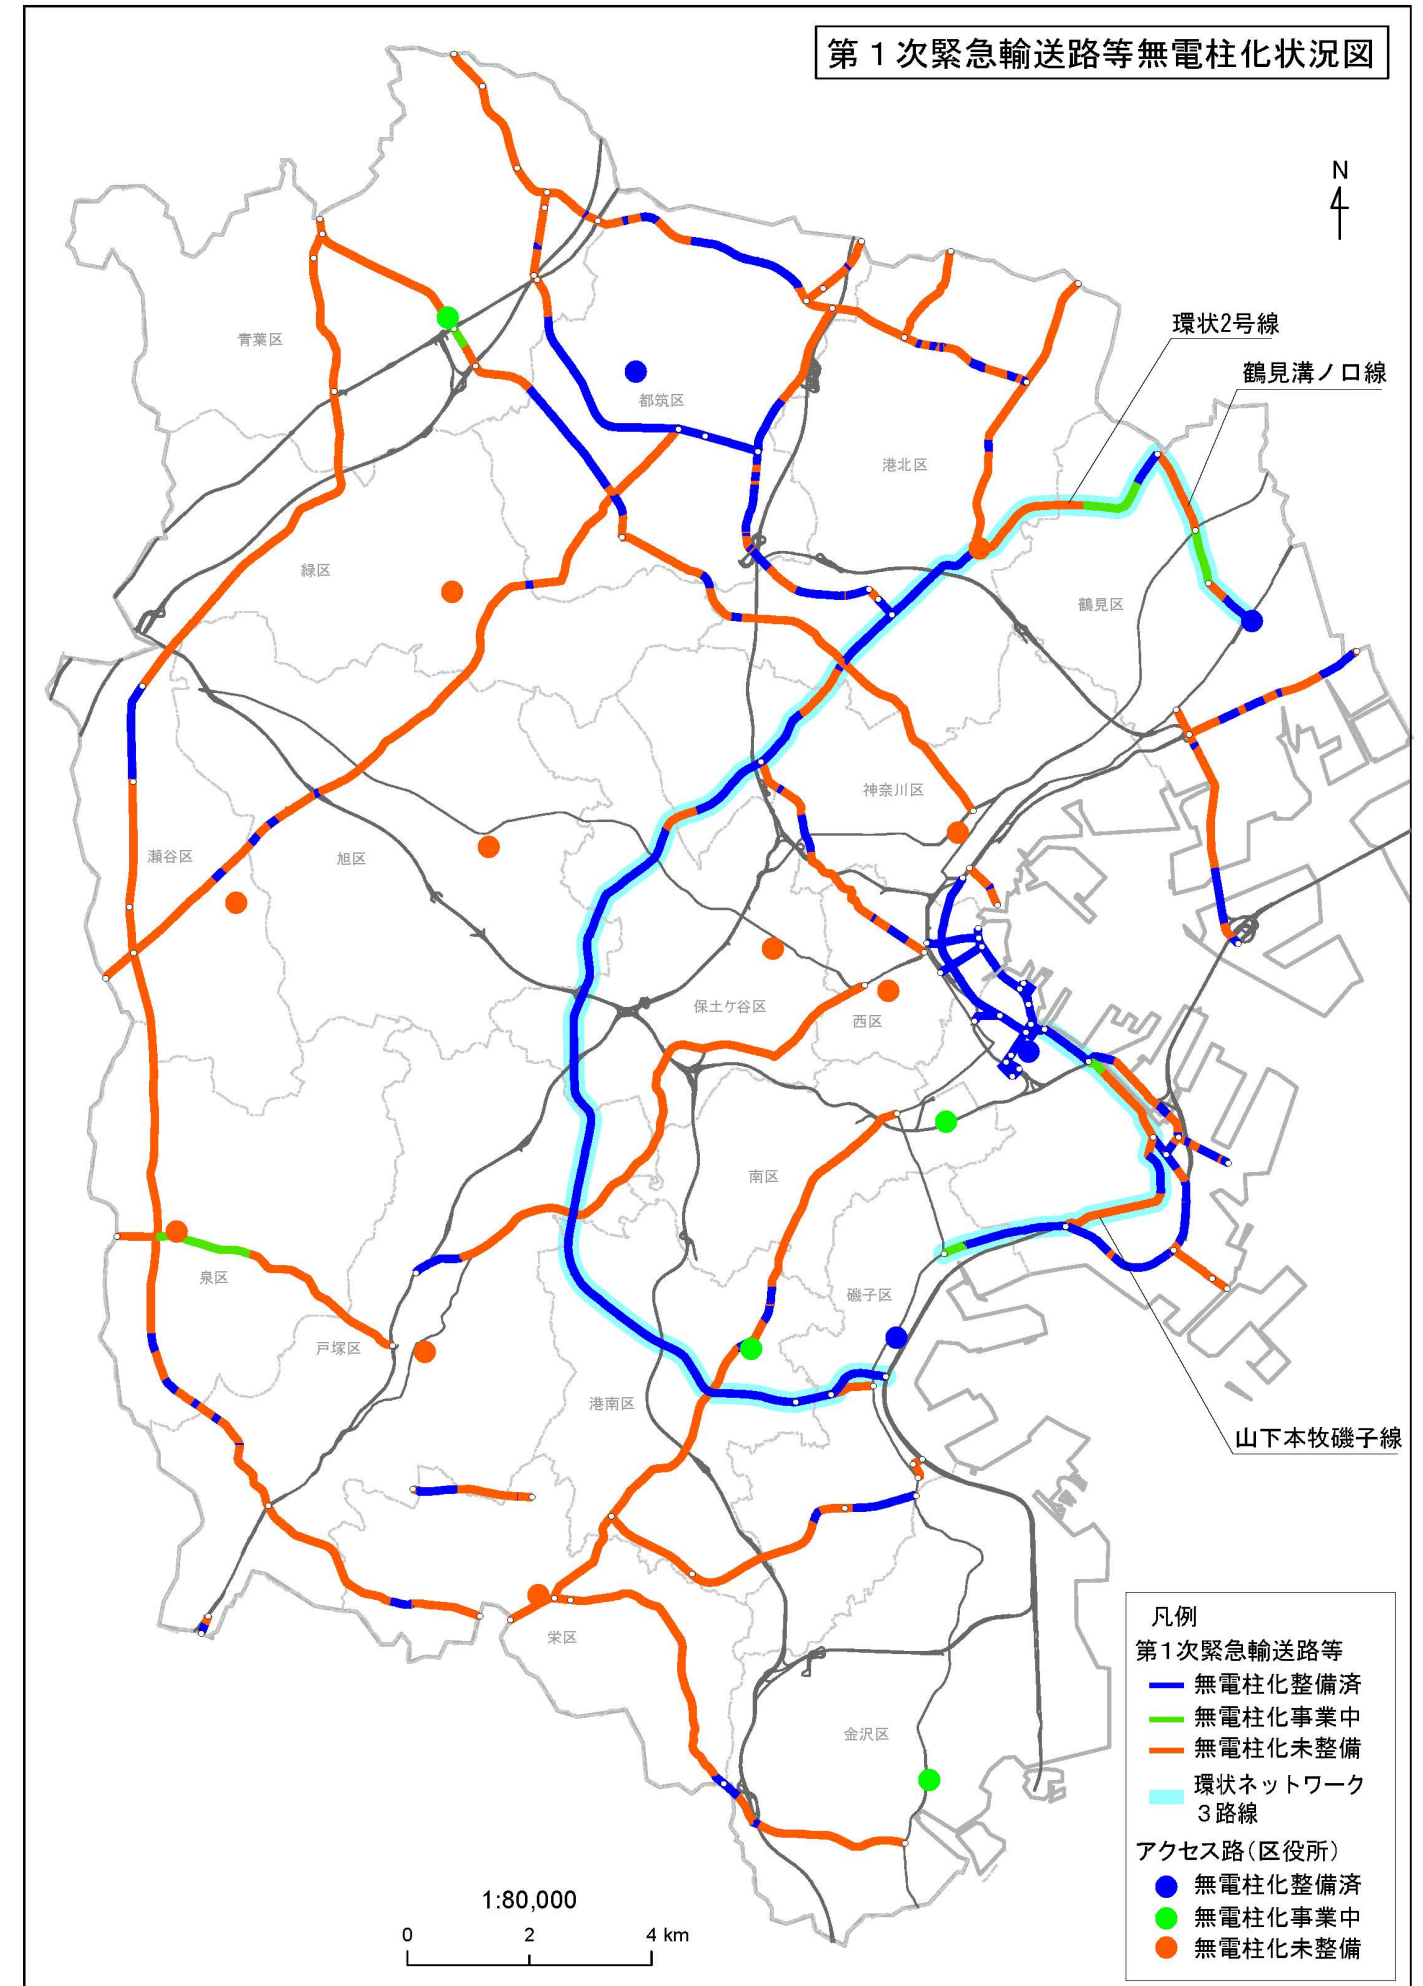 第1次緊急輸送路等無電柱化状況図
N
環状2号線
鶴見溝ノ口線
青葉区
都筑区
港北区
緑区
鶴見区
神奈川区
瀬谷区
旭区
保土ケ谷区
西区
南区
泉区
磯子区
戸塚区
港南区
山下本牧磯子線
栄区
金沢区
凡例
第1次緊急輸送路等
無電柱化整備済
無電柱化事業中
無電柱化未整備
環状ネットワーク
3路線
アクセス路(区役所)
無電柱化整備済
無電柱化事業中
無電柱化未整備
1:80,000
0 2 4 km